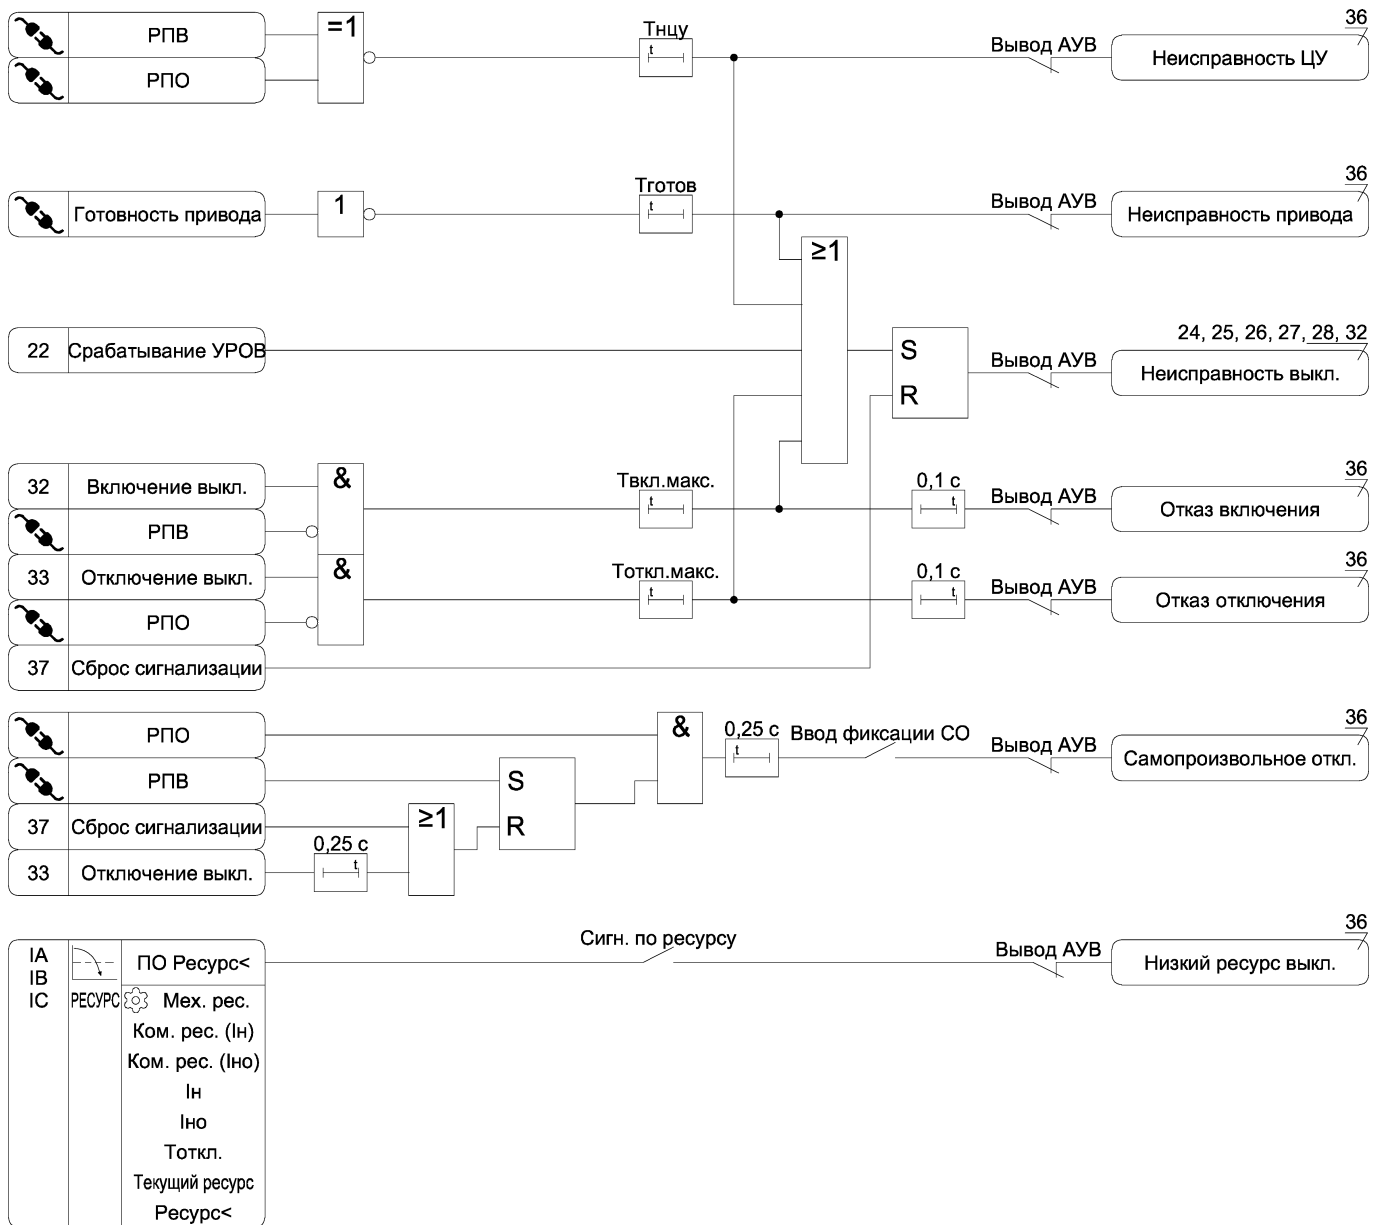 РПВ
=1
РПО
Тнцу
t
Вывод АУВ
36
Неисправность ЦУ
Готовность привода
1
Тготов
t
Вывод АУВ
36
Неисправность привода
≥1
22
Срабатывание УРОВ
S
R
Вывод АУВ
24, 25, 26, 27, 28, 32
Неисправность выкл.
32
Включение выкл.
&
РПВ
Твкл.макс.
t
0,1 с
t
Вывод АУВ
36
Отказ включения
33
Отключение выкл.
&
РПО
Тоткл.макс.
t
0,1 с
t
Вывод АУВ
36
Отказ отключения
37
Сброс сигнализации
РПО
&
0,25 с
t
Ввод фиксации СО
Вывод АУВ
36
Самопроизвольное откл.
РПВ
S
R
37
Сброс сигнализации
≥1
33
Отключение выкл.
0,25 с
t
IA
IB
IC
РЕСУРС
ПО Ресурс<
Сигн. по ресурсу
Вывод АУВ
36
Низкий ресурс выкл.
Мех. рес.
Ком. рес. (Iн)
Ком. рес. (Iно)
Iн
Iно
Тоткл.
Текущий ресурс
Ресурс<